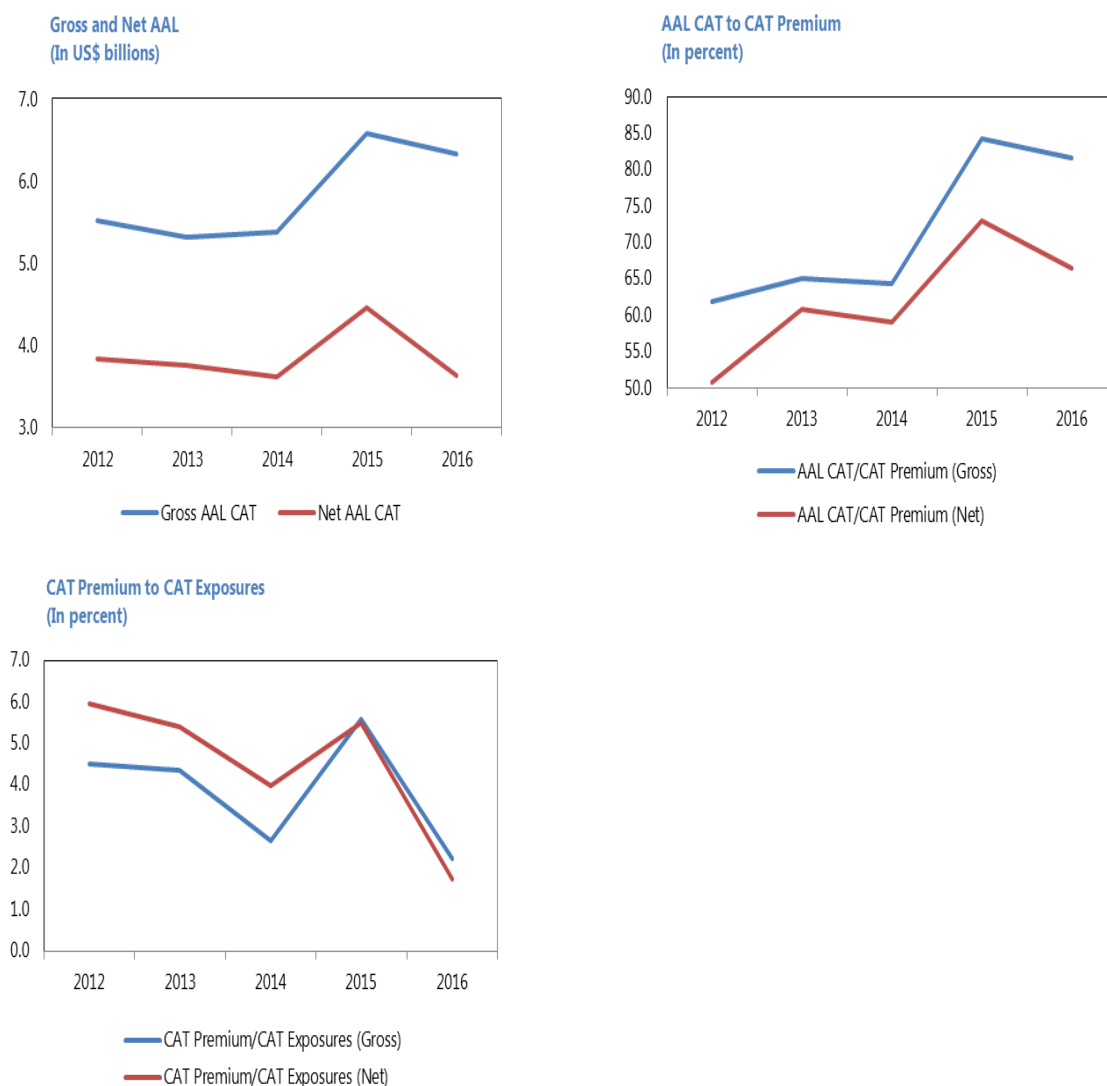 Gross and Net AAL
(In US$ billions)
7.0
6.0
5.0
4.0
3.0
2012 2013 2014 2015 2016
Gross AAL CAT Net AAL CAT
AAL CAT to CAT Premium
(In percent)
90.0
85.0
80.0
75.0
70.0
65.0
60.0
55.0
50.0
2012 2013 2014 2015 2016
AAL CAT/CAT Premium (Gross)
AAL CAT/CAT Premium (Net)
CAT Premium to CAT Exposures
(In percent)
7.0
6.0
5.0
4.0
3.0
2.0
1.0
0.0
2012 2013 2014 2015 2016
CAT Premium/CAT Exposures (Gross)
CAT Premium/CAT Exposures (Net)